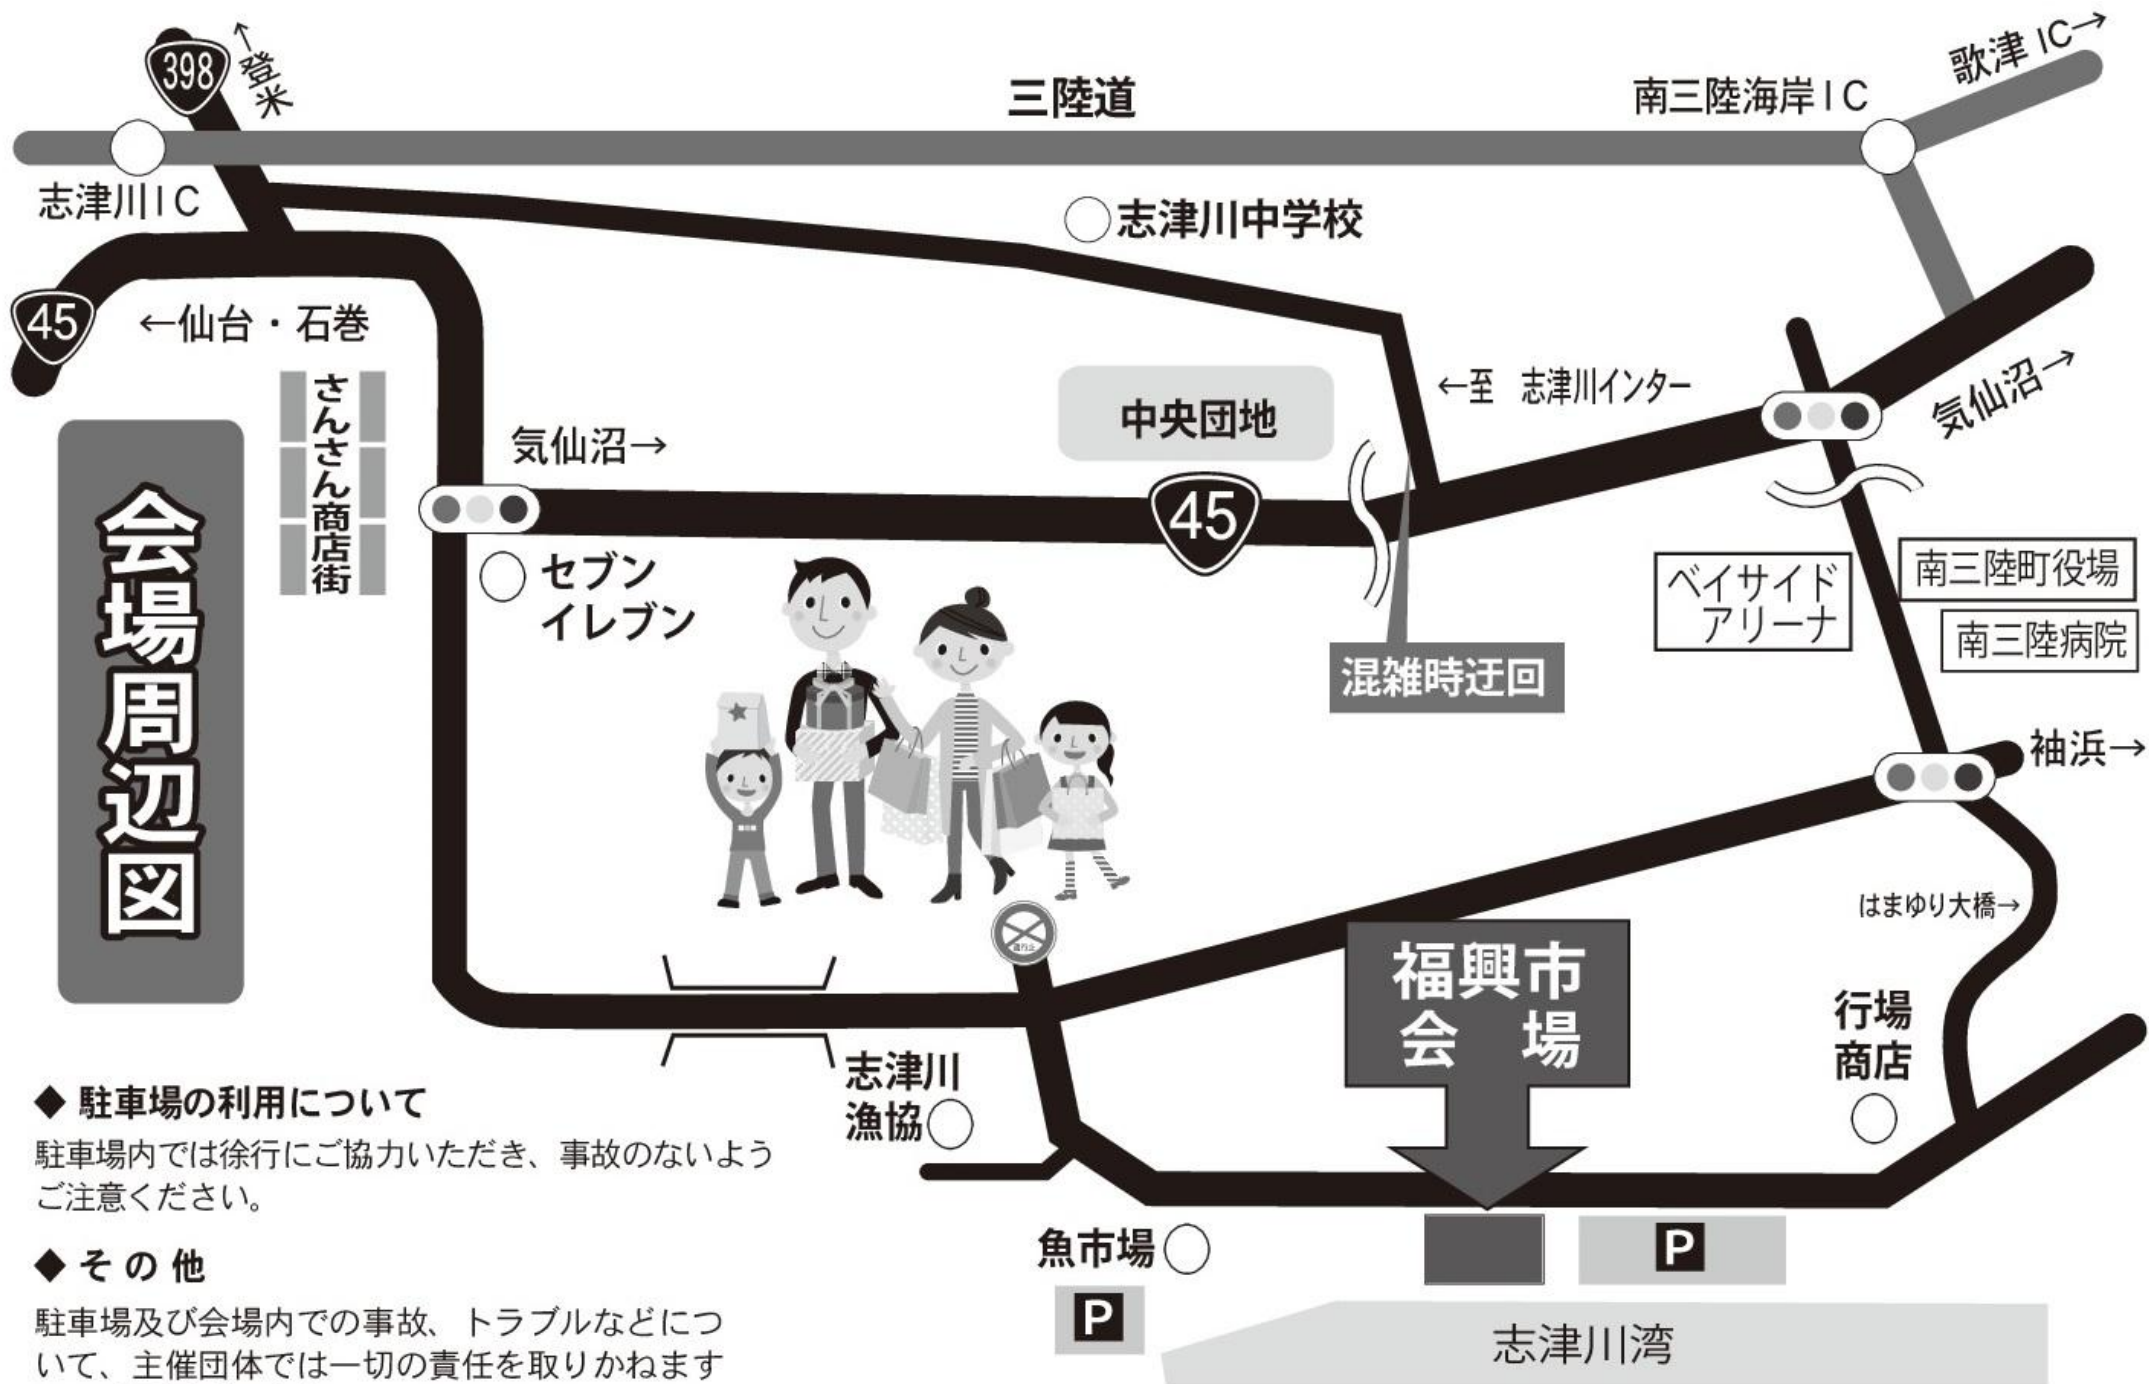 398
↑登米
三陸道
南三陸海岸IC
歌津 IC→
志津川IC
志津川中学校
45
←仙台・石巻
さんさん商店街
気仙沼→
中央団地
←至 志津川インター
気仙沼→
45
会場周辺図
セブン
イレブン
混雑時迂回
ベイサイド
アリーナ
南三陸町役場
南三陸病院
袖浜→
はまゆり大橋→
福興市
会 場
行場
商店
志津川
漁協
◆ 駐車場の利用について
駐車場内では徐行にご協力いただき、事故のないよう
ご注意ください。
魚市場
P
P
◆ そ の 他
駐車場及び会場内での事故、トラブルなどにつ
いて、主催団体では一切の責任を取りかねます
志津川湾